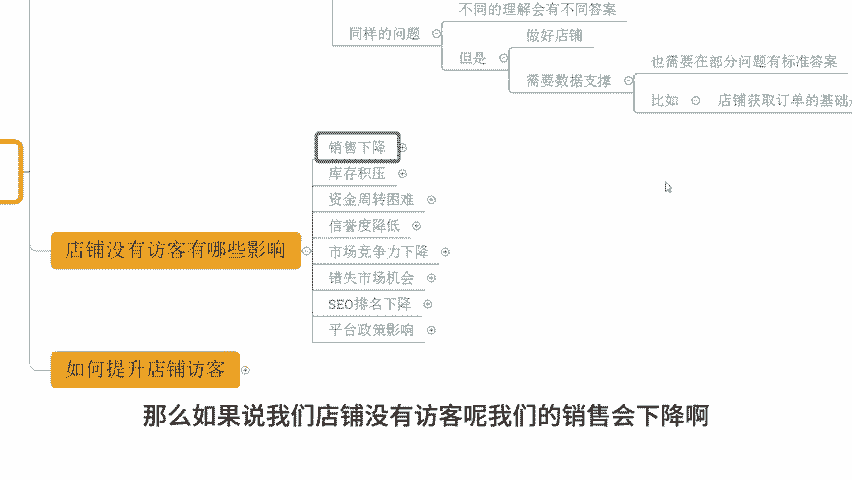 不同的理解会有不同答案
同样的问题
做好店铺
但是
也需要在部分问题有标准答案
需要数据支撑
比如
店铺获取订单的基础
销售下降
库存积压
资金周转困难
信誉度降低
店铺没有访客有哪些影响
市场竞争力下降
错失市场机会
SEO排名下降
平台政策影响
如何提升店铺访客
那么如果说我们店铺没有访客呢我们的销售会下降啊